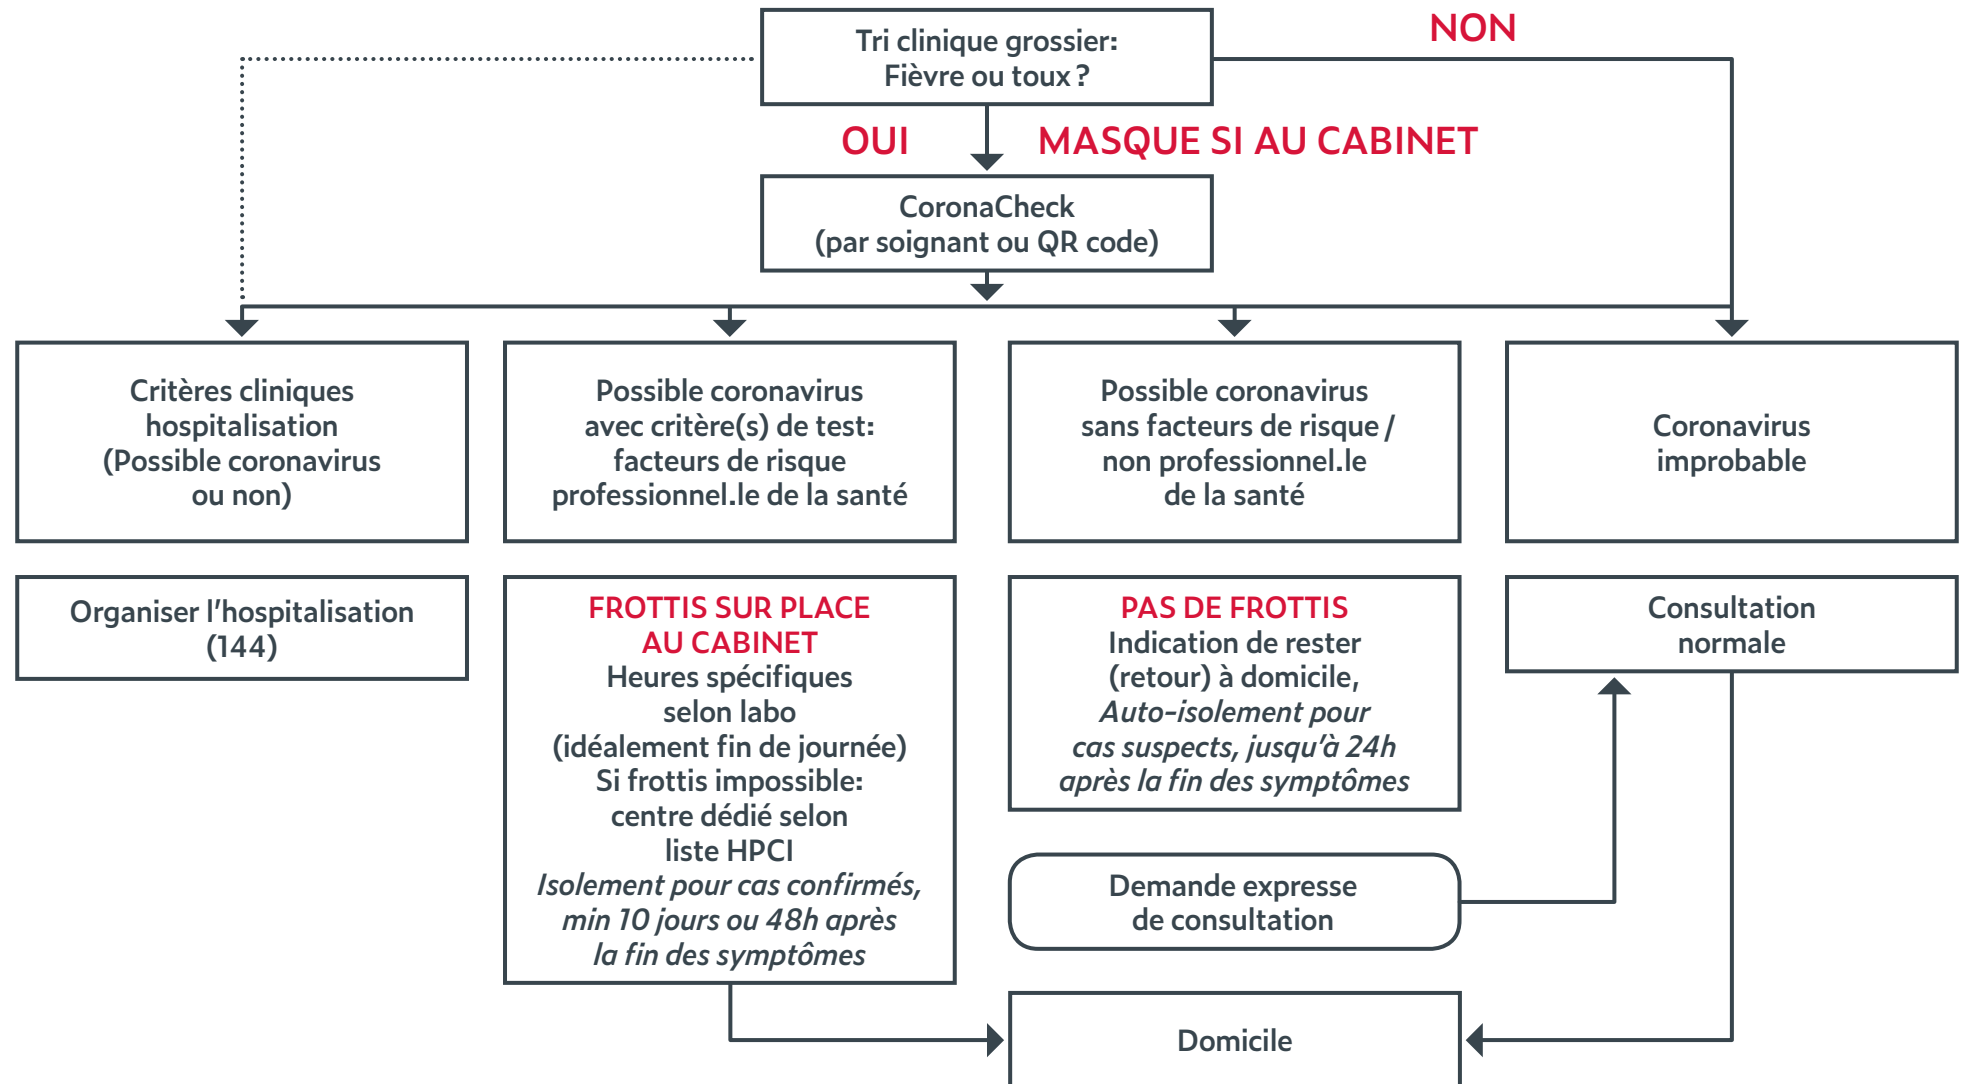 Tri clinique grossier:
Fièvre ou toux ?
NON
OUI
MASQUE SI AU CABINET
CoronaCheck
(par soignant ou QR code)
Critères cliniques
hospitalisation
(Possible coronavirus
ou non)
Possible coronavirus
avec critère(s) de test:
facteurs de risque
professionnel.le de la santé
Possible coronavirus
sans facteurs de risque /
non professionnel.le
de la santé
Coronavirus
improbable
Organiser l'hospitalisation
(144)
FROTTIS SUR PLACE
AU CABINET
Heures spécifiques
selon labo
(idéalement fin de journée)
Si frottis impossible:
centre dédié selon
liste HPCI
Isolement pour cas confirmés,
min 10 jours ou 48h après
la fin des symptômes
PAS DE FROTTIS
Indication de rester
(retour) à domicile,
Auto-isolement pour
cas suspects, jusqu'à 24h
après la fin des symptômes
Consultation
normale
Demande expresse
de consultation
Domicile